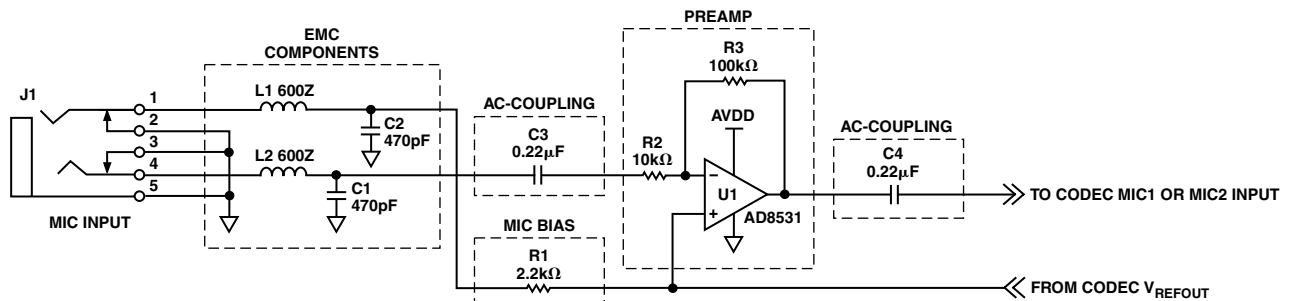 PREAMP
EMC
COMPONENTS
R3
100kΩ
J1
1
L1 600Z
AC-COUPLING
AVDD
AC-COUPLING
2
C2
470pF
C3
0.22µF
R2
10kΩ
C4
0.22µF
3
L2 600Z
4
–
U1
+
AD8531
TO CODEC MIC1 OR MIC2 INPUT
5
C1
470pF
MIC INPUT
MIC BIAS
R1
2.2kΩ
FROM CODEC VREFOUT